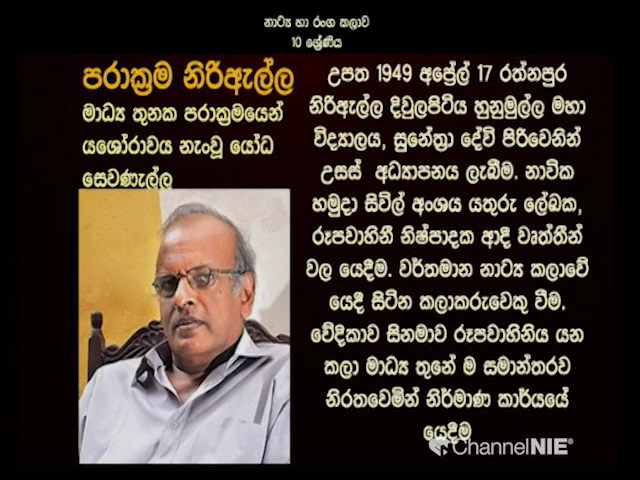 නාට්‍ය හා රංග කලාව
10 ශ්‍රේණිය
පරාක්‍රම නිරිඇල්ල
මාධ්‍ය තුනක පරාක්‍රමයෙන්
යශෝරාවය නැංවූ යෝධ
සෙවණැල්ල
උපත 1949 අප්‍රේල් 17 රත්නපුර
නිරිඇල්ල දිවුලපිටිය හුනුමුල්ල මහා
විද්‍යාලය, සුනේත්‍රා දේවි පිරිවෙනින්
උසස් අධ්‍යාපනය ලැබීම. නාවික
හමුදා සිවිල් අංශය යතුරු ලේඛක,
රූපවාහිනී නිෂ්පාදක ආදී වෘත්තීන්
වල යෙදීම. වර්තමාන නාට්‍ය කලාවේ
යෙදී සිටින කලාකරුවෙකු වීම.
වේදිකාව සිනමාව රූපවාහිනිය යන
කලා මාධ්‍ය තුනේ ම සමාන්තරව
නිරතවෙමින් නිර්මාණ කාර්යයේ
යෙදීම
ChannelNIE®